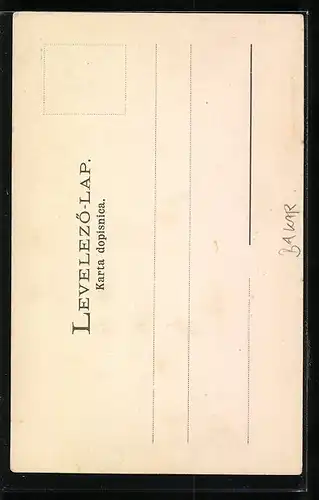 LEVELEZŐ-LAP.
Karta dopisnica.
BAKAR.